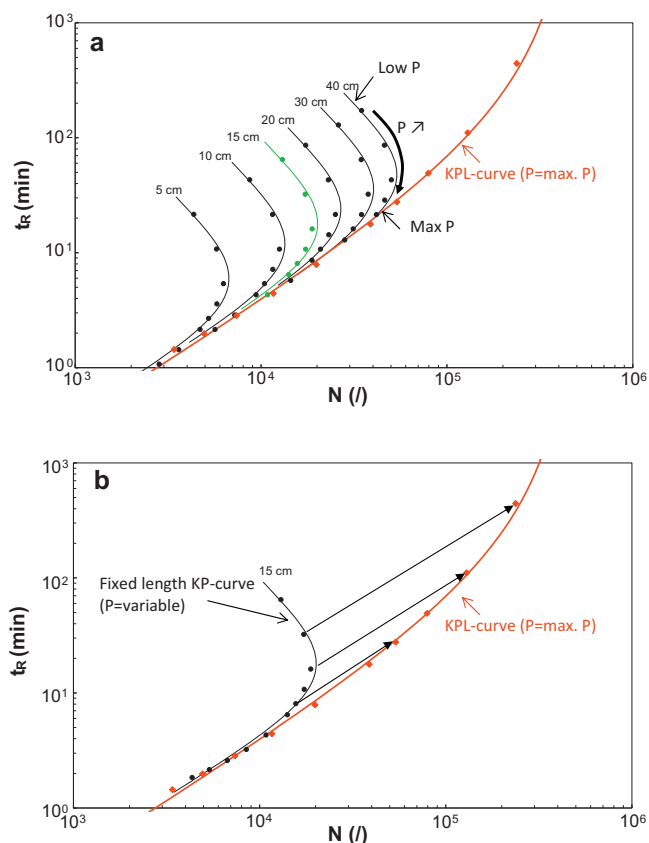 a
10³
10²
10¹
10⁰
t_R (min)
5 cm
10 cm
15 cm
20 cm
30 cm
40 cm
Low P
P ↗
KPL-curve (P=max. P)
Max P
10³
10⁴
10⁵
10⁶
N (/)
b
10³
10²
10¹
10⁰
t_R (min)
15 cm
Fixed length KP-curve
(P=variable)
KPL-curve (P=max. P)
10³
10⁴
10⁵
10⁶
N (/)